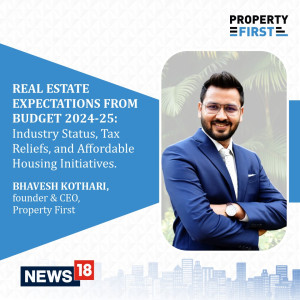 PROPERTY
FIRST
REAL ESTATE
EXPECTATIONS FROM
BUDGET 2024-25:
Industry Status, Tax
Reliefs, and Affordable
Housing Initiatives.
BHAVESH KOTHARI,
founder & CEO,
Property First
NEWS 18